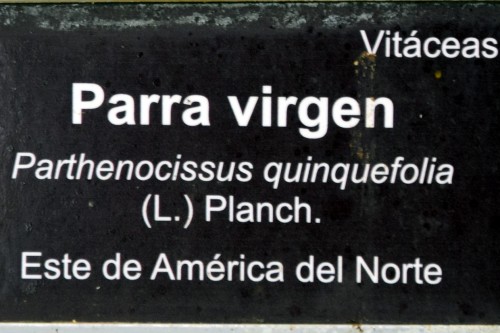 Vitáceas
Parra virgen
Parthenocissus quinquefolia
(L.) Planch.
Este de América del Norte